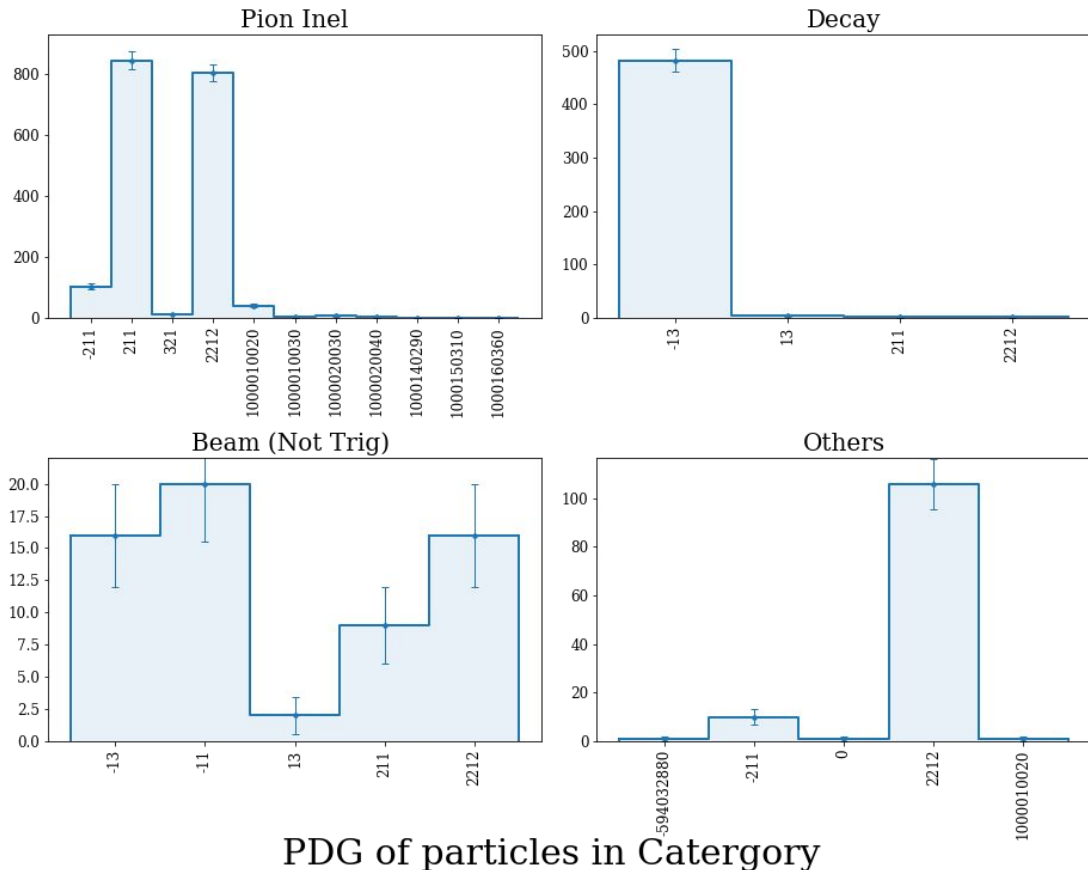 Pion Inel
800
600
400
200
0
-211 211 321 2212 1000010020 1000010030 1000020030 1000020040 1000140290 1000150310 1000160360
Decay
500
400
300
200
100
0
-13 13 211 2212
Beam (Not Trig)
20.0
17.5
15.0
12.5
10.0
7.5
5.0
2.5
0.0
-13 -11 13 211 2212
Others
100
80
60
40
20
0
-594032880 -211 0 2212 1000010020
PDG of particles in Catergory